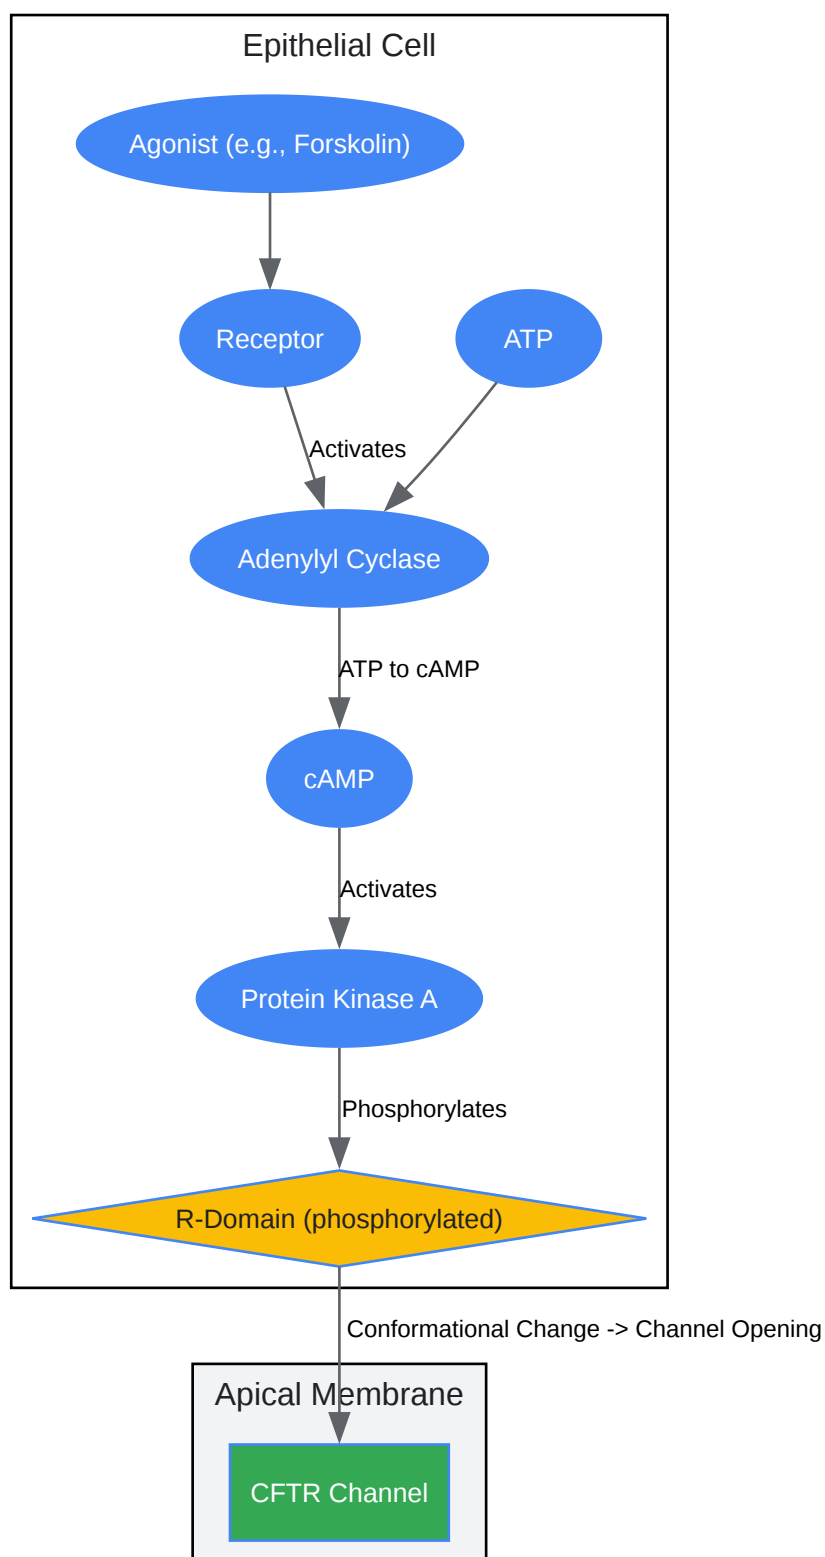 Epithelial Cell
Agonist (e.g., Forskolin)
Receptor
ATP
Activates
Adenylyl Cyclase
ATP to cAMP
cAMP
Activates
Protein Kinase A
Phosphorylates
R-Domain (phosphorylated)
Conformational Change -> Channel Opening
Apical Membrane
CFTR Channel